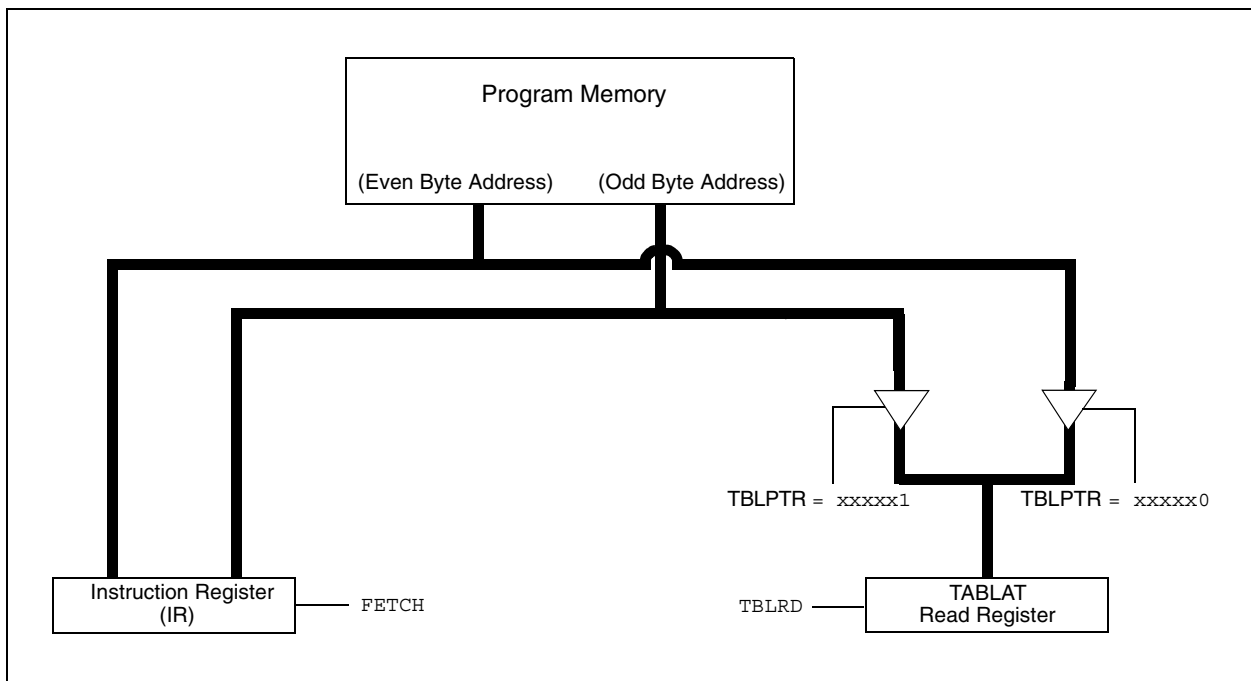 Program Memory
(Even Byte Address) (Odd Byte Address)
TBLPTR = xxxxx1
TBLPTR = xxxxx0
Instruction Register
(IR)
FETCH
TBLRD
TABLAT
Read Register